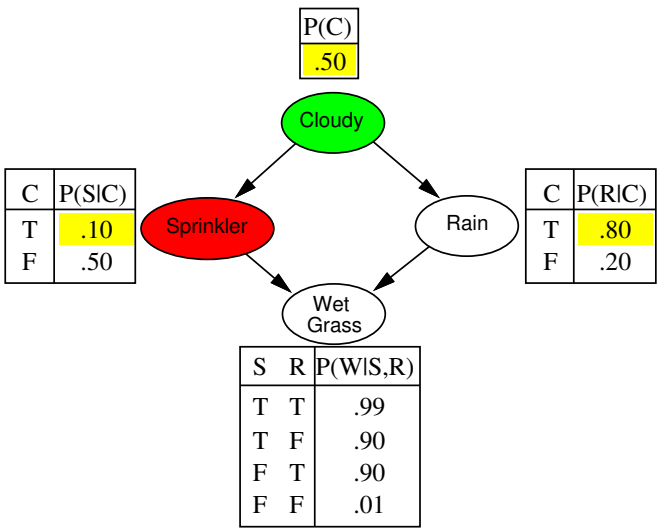 P(C)
.50
Cloudy
C P(S|C)
T .10
F .50
Sprinkler
Rain
C P(R|C)
T .80
F .20
Wet
Grass
S R P(W|S,R)
T T .99
T F .90
F T .90
F F .01